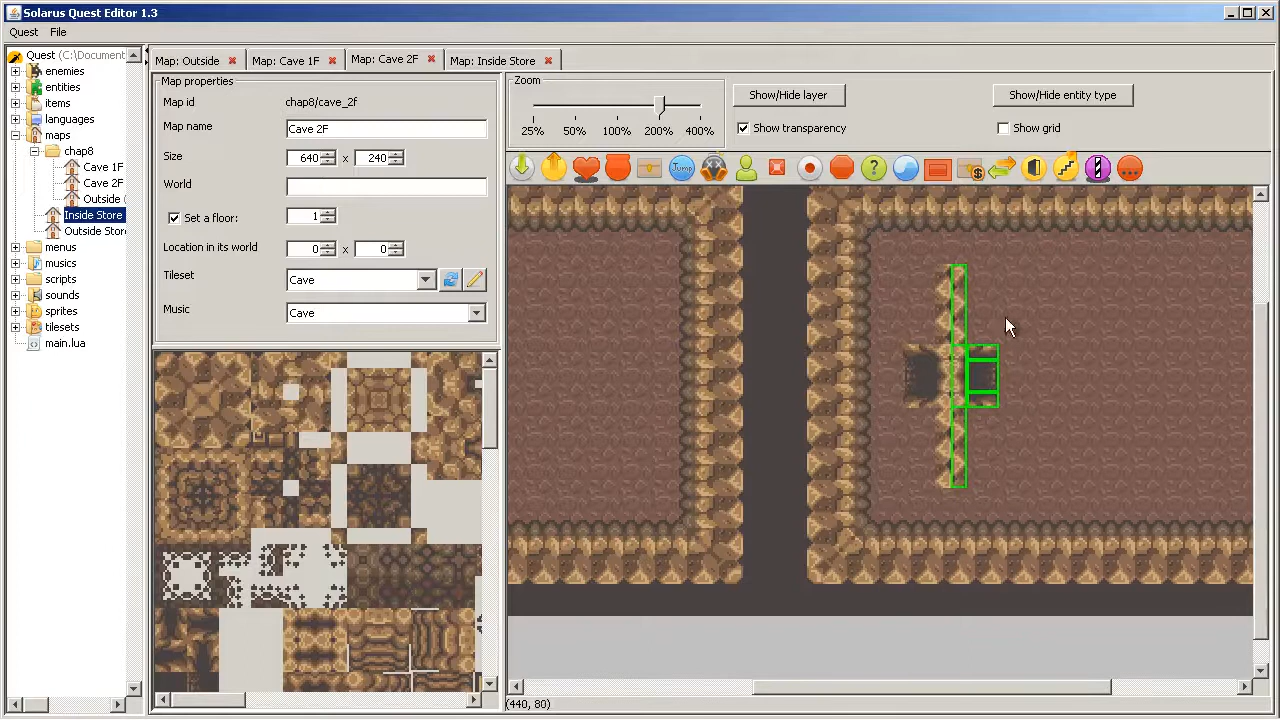 Solarus Quest Editor 1.3
Quest File
Quest (C:\Document
enemies
entities
items
languages
maps
chap8
Cave 1F
Cave 2F
Outside (
Inside Store
Outside Store
menus
musics
scripts
sounds
sprites
tilesets
main.lua
Map: Outside
Map: Cave 1F
Map: Cave 2F
Map: Inside Store
Map properties
Map id chap8/cave_2f
Map name Cave 2F
Size 640 x 240
World
Set a floor: 1
Location in its world 0 x 0
Tileset Cave
Music Cave
Zoom
25% 50% 100% 200% 400%
Show/Hide layer
Show/Hide entity type
Show transparency
Show grid
Jump
?
$
...
(440, 80)